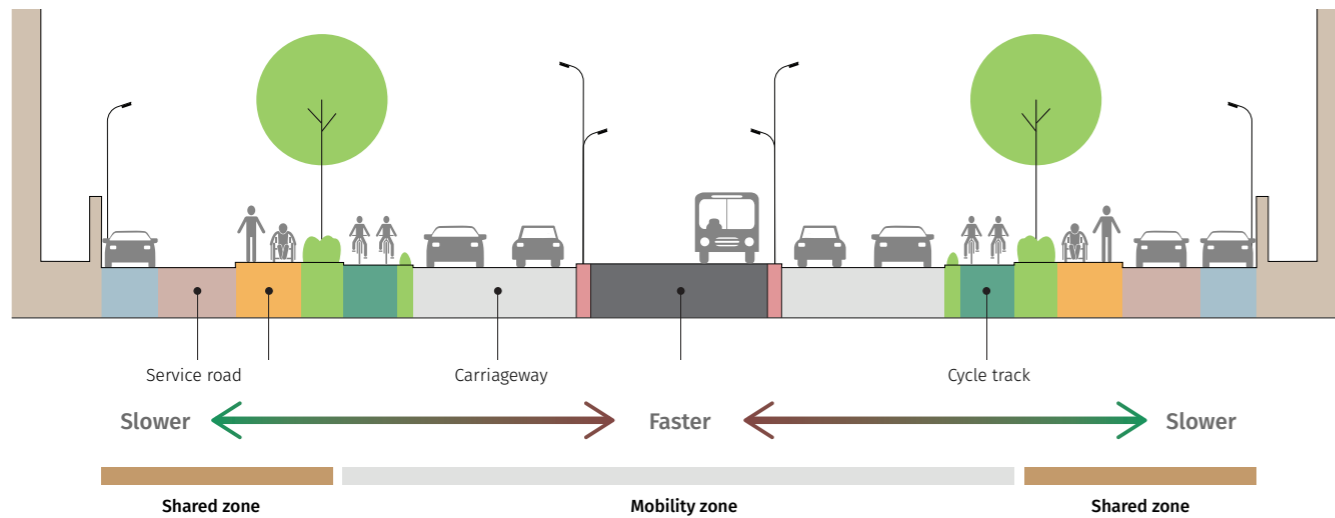 Service road
Carriageway
Cycle track
Slower
Faster
Slower
Shared zone
Mobility zone
Shared zone